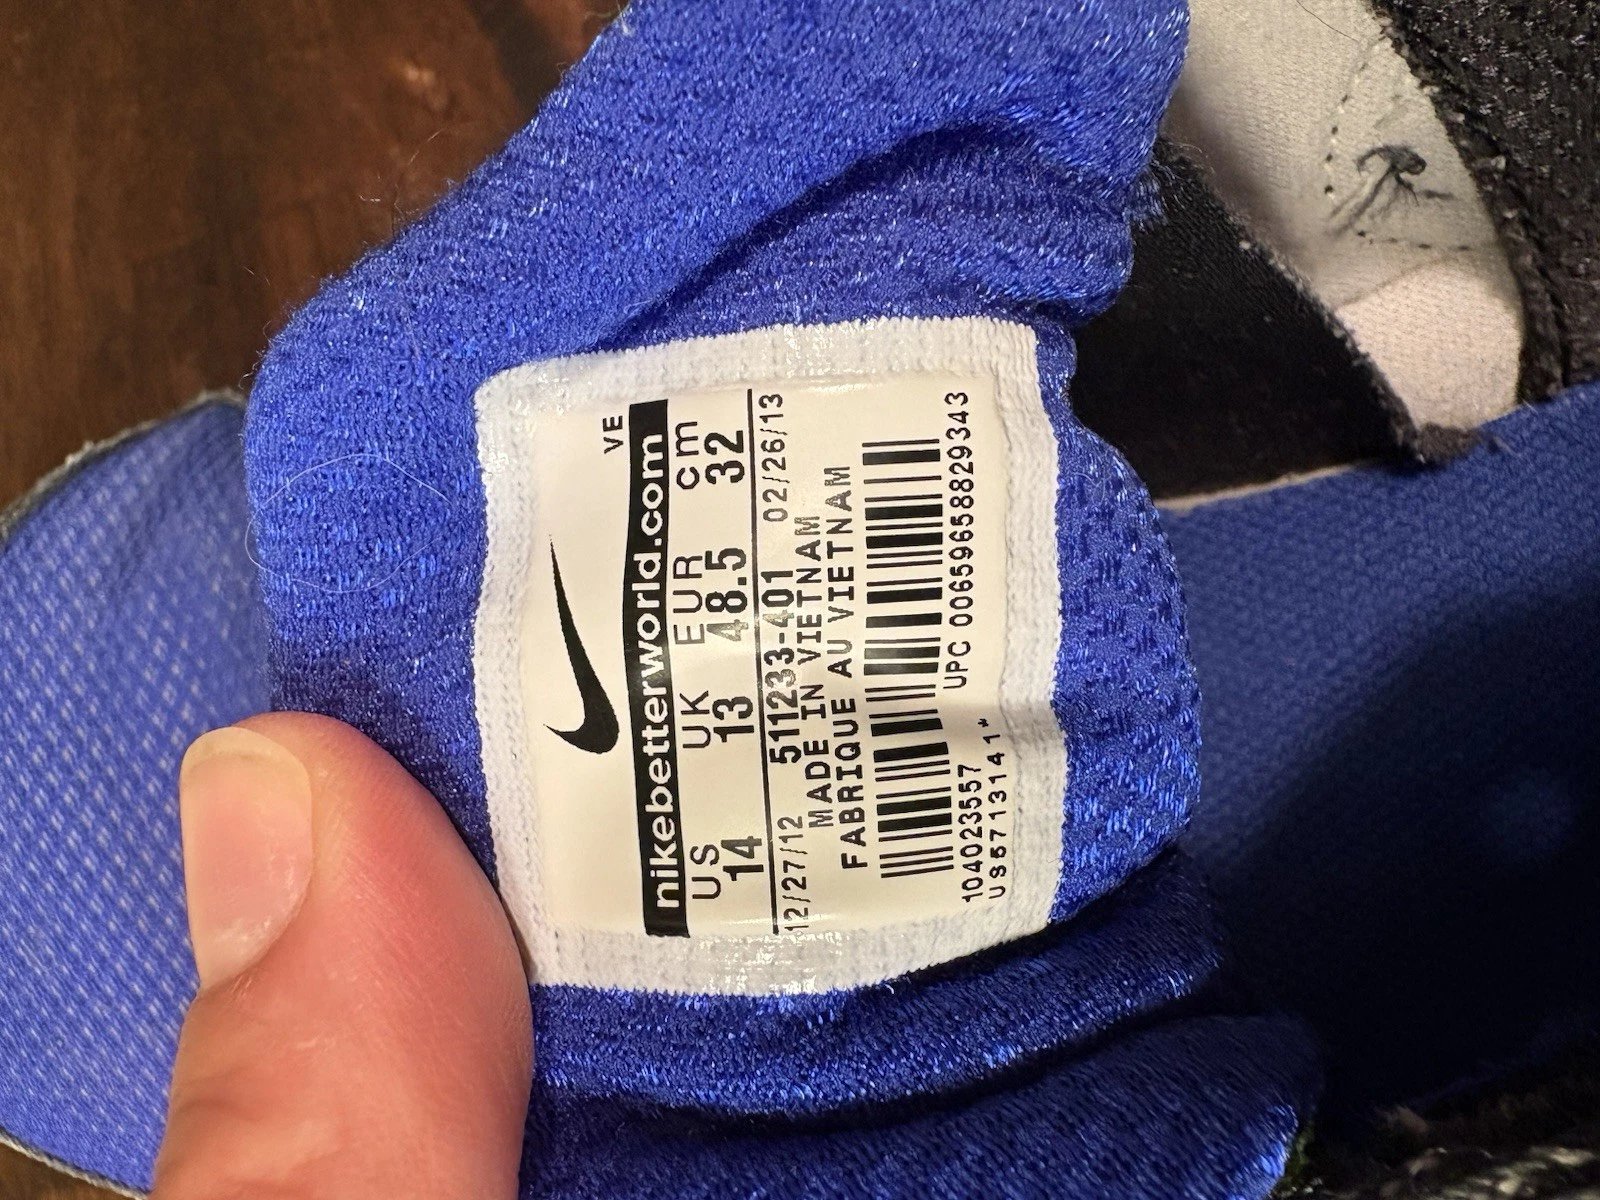 VE
nikebetterworld.com
US UK EUR cm
14 13 48.5 32
12/27/12 511233-401 02/26/13
MADE IN VIETNAM
FABRIQUE AU VIETNAM
UPC 00659658829343
104023557
US5713141*